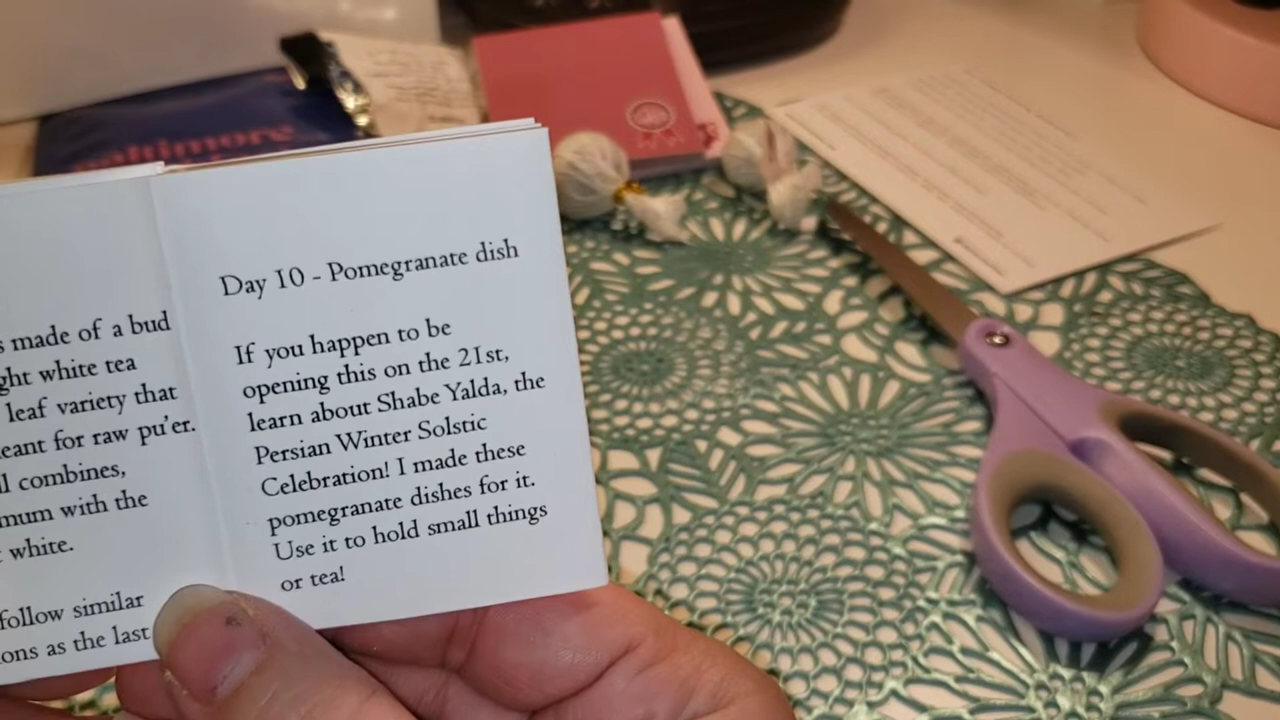 s made of a bud
ght white tea
leaf variety that
eant for raw pu'er.
l combines,
mum with the
white.
follow similar
ons as the last
Day 10 - Pomegranate dish
If you happen to be
opening this on the 21st,
learn about Shabe Yalda, the
Persian Winter Solstic
Celebration! I made these
pomegranate dishes for it.
Use it to hold small things
or tea!
baltimore